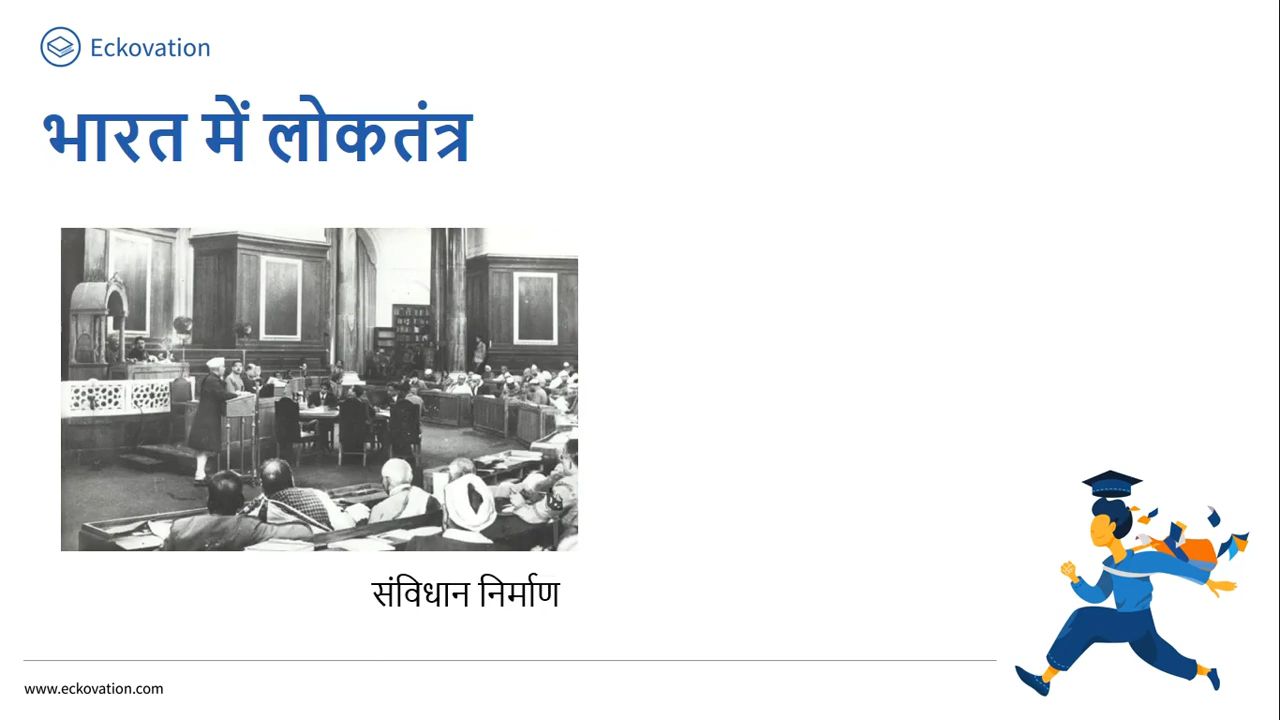 Eckovation
भारत में लोकतंत्र
संविधान निर्माण
www.eckovation.com